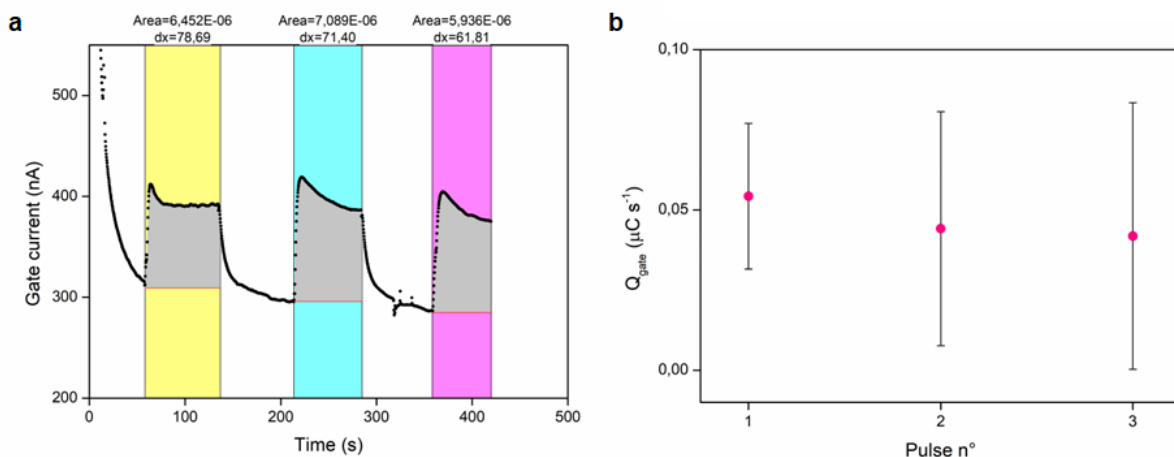 a
Area=6,452E-06
dx=78,69
Area=7,089E-06
dx=71,40
Area=5,936E-06
dx=61,81
500
400
300
200
Gate current (nA)
0
100
200
300
400
500
Time (s)
b
0,10
0,05
0,00
Qgate (µC s⁻¹)
1
2
3
Pulse n°